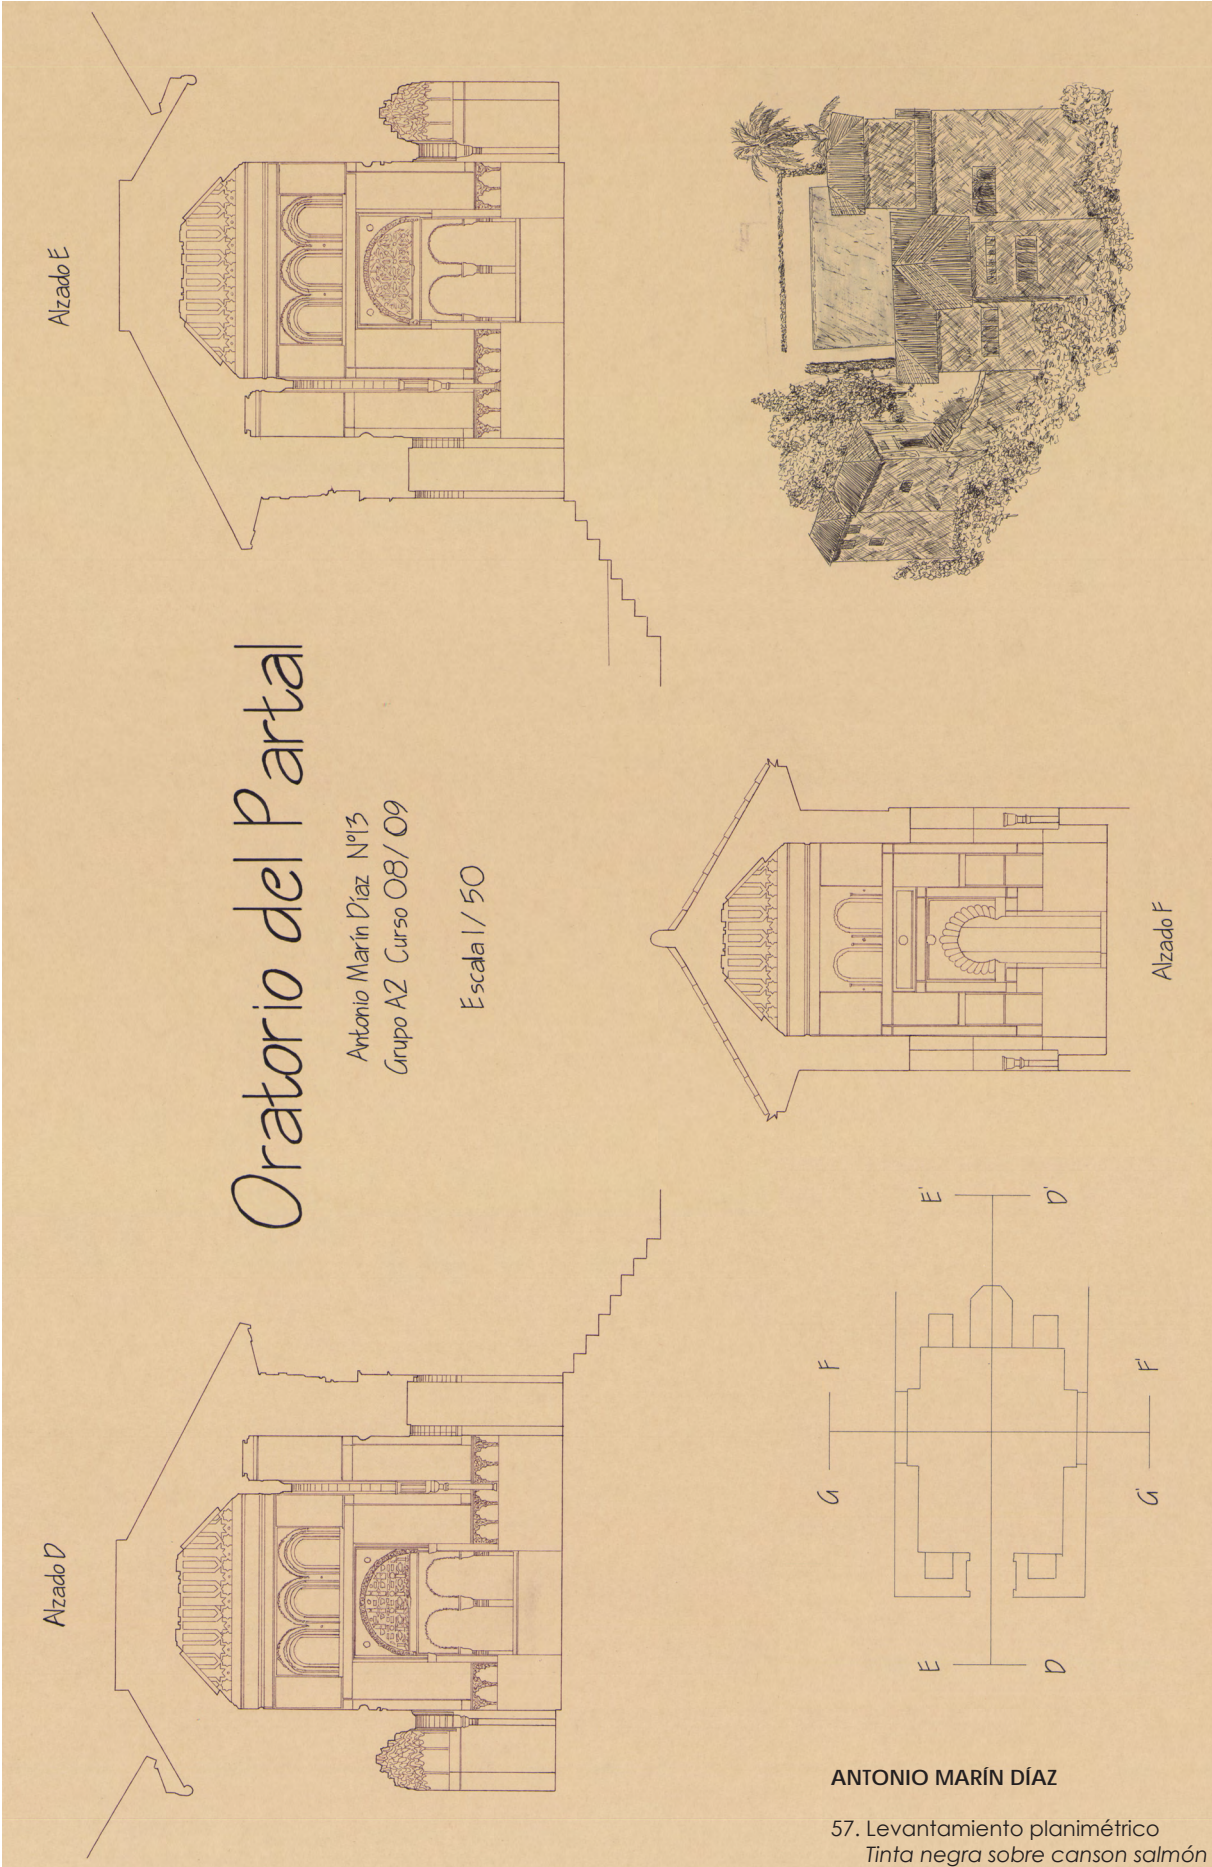 Oratorio del Partal
Antonio Marín Díaz Nº13
Grupo A2 Curso 08/09
Escala 1/50
Alzado D
Alzado E
Alzado F
E
D
E'
D'
G
F
G'
F'
ANTONIO MARÍN DÍAZ
57. Levantamiento planimétrico
Tinta negra sobre canson salmón